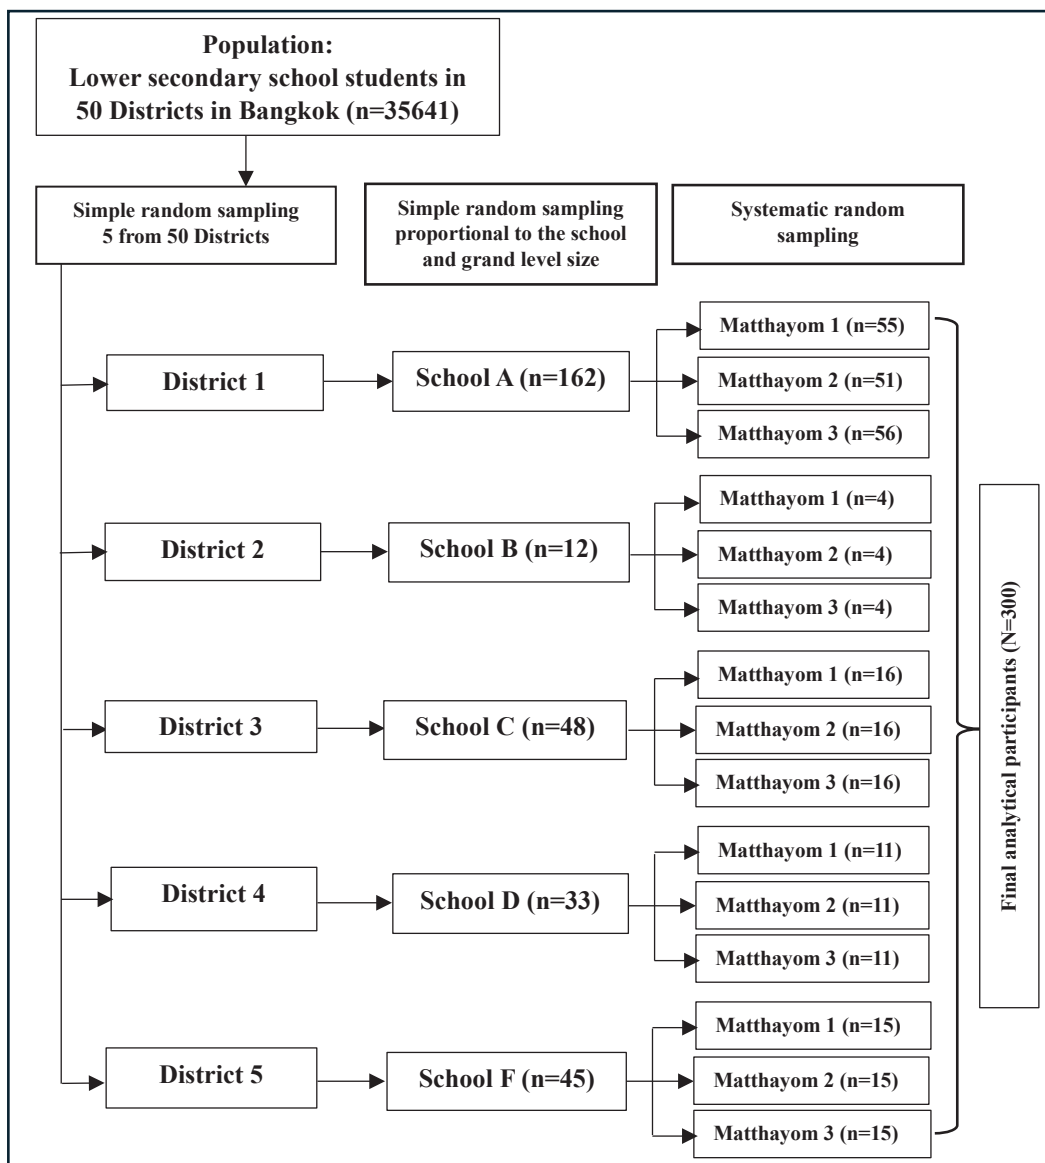 Population:
Lower secondary school students in
50 Districts in Bangkok (n=35641)
Simple random sampling
5 from 50 Districts
Simple random sampling
proportional to the school
and grand level size
Systematic random
sampling
District 1
School A (n=162)
Matthayom 1 (n=55)
Matthayom 2 (n=51)
Matthayom 3 (n=56)
District 2
School B (n=12)
Matthayom 1 (n=4)
Matthayom 2 (n=4)
Matthayom 3 (n=4)
District 3
School C (n=48)
Matthayom 1 (n=16)
Matthayom 2 (n=16)
Matthayom 3 (n=16)
District 4
School D (n=33)
Matthayom 1 (n=11)
Matthayom 2 (n=11)
Matthayom 3 (n=11)
District 5
School F (n=45)
Matthayom 1 (n=15)
Matthayom 2 (n=15)
Matthayom 3 (n=15)
Final analytical participants (N=300)